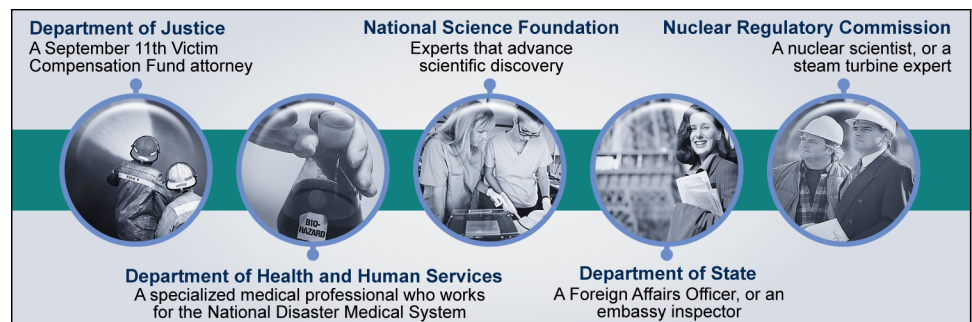 Department of Justice
A September 11th Victim
Compensation Fund attorney
National Science Foundation
Experts that advance
scientific discovery
Nuclear Regulatory Commission
A nuclear scientist, or a
steam turbine expert
BIO-
HAZARD
Department of Health and Human Services
A specialized medical professional who works
for the National Disaster Medical System
Department of State
A Foreign Affairs Officer, or an
embassy inspector